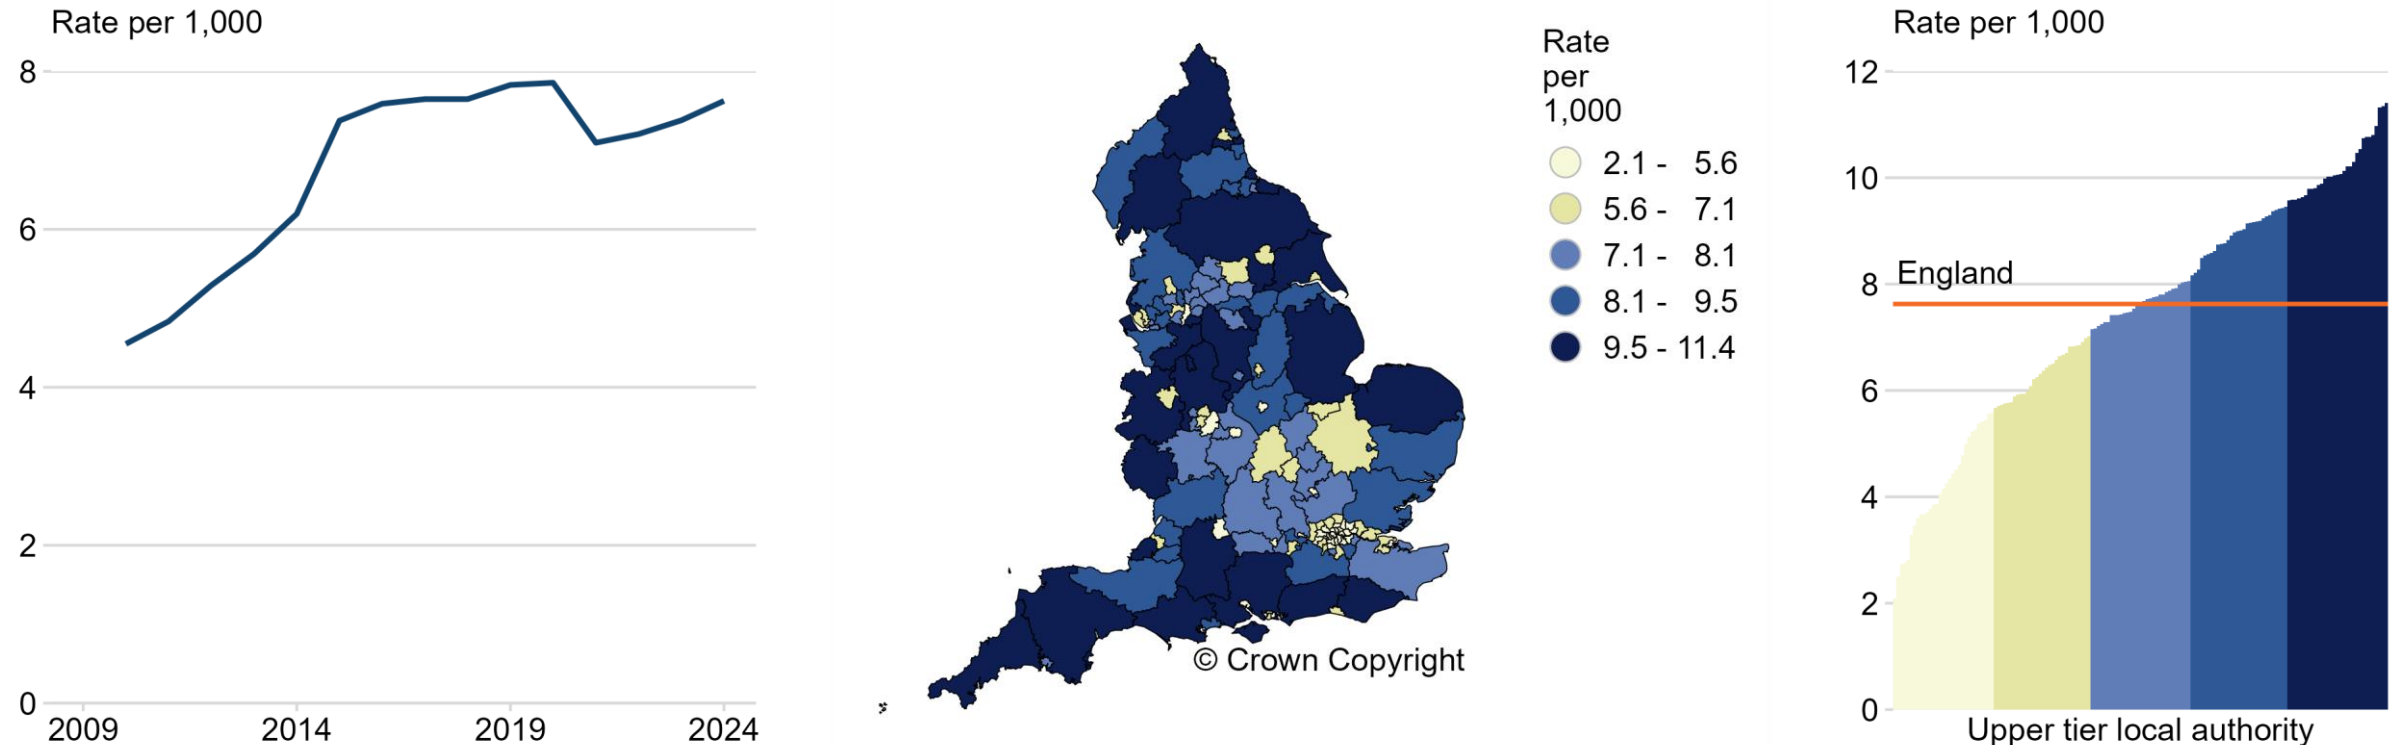 Rate per 1,000
8
6
4
2
0
2009
2014
2019
2024
Rate
per
1,000
2.1 - 5.6
5.6 - 7.1
7.1 - 8.1
8.1 - 9.5
9.5 - 11.4
© Crown Copyright
Rate per 1,000
12
10
8
6
4
2
0
England
Upper tier local authority